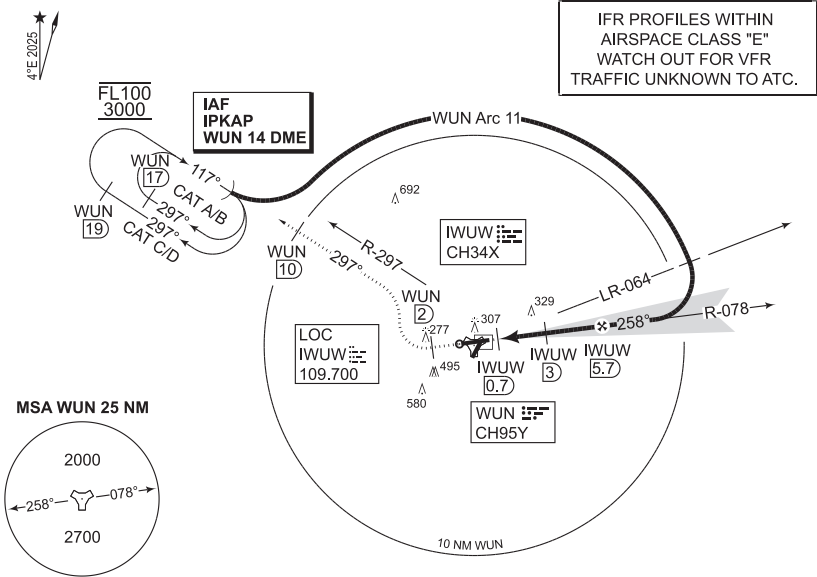 IFR PROFILES WITHIN
AIRSPACE CLASS "E"
WATCH OUT FOR VFR
TRAFFIC UNKNOWN TO ATC.
4°E 2025
FL100
3000
IAF
IPKAP
WUN 14 DME
WUN Arc 11
WUN
17
117°
CAT A/B
297°
WUN
19
297°
CAT C/D
692
IWUW
CH34X
R-297
297°
WUN
10
WUN
2
LR-064
329
307
258°
R-078
277
LOC
IWUW
109.700
495
580
IWUW
0.7
IWUW
3
IWUW
5.7
WUN
CH95Y
MSA WUN 25 NM
2000
258°
078°
2700
10 NM WUN